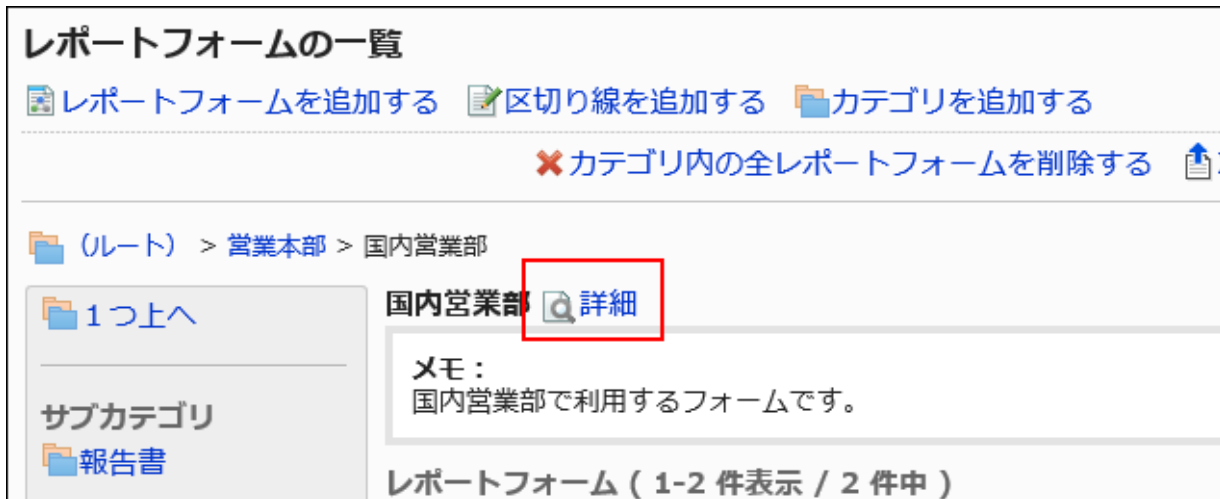 レポートフォームの一覧
レポートフォームを追加する 区切り線を追加する カテゴリを追加する
カテゴリ内の全レポートフォームを削除する
（ルート） > 営業本部 > 国内営業部
1つ上へ
サブカテゴリ
報告書
国内営業部 詳細
メモ：
国内営業部で利用するフォームです。
レポートフォーム ( 1-2 件表示 / 2 件中 )